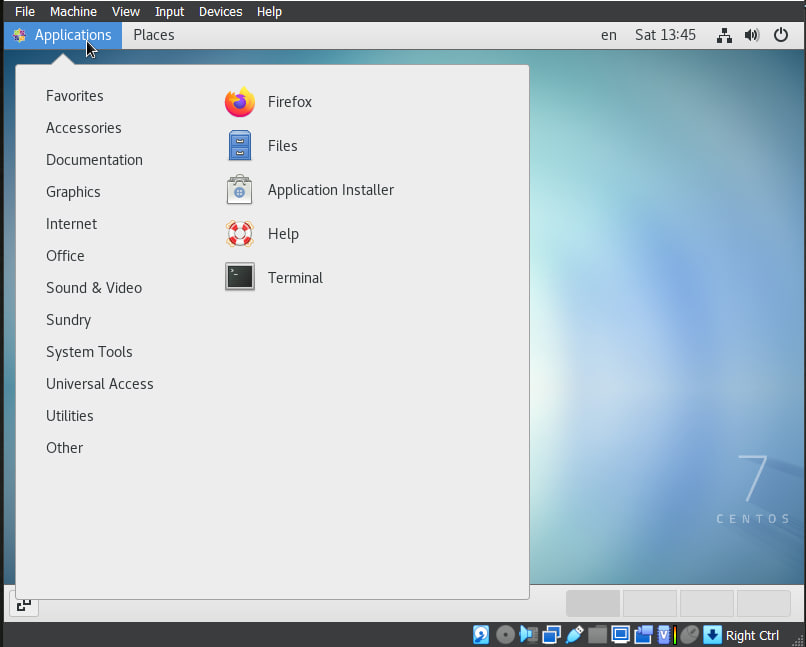 File Machine View Input Devices Help
Applications Places en Sat 13:45
Favorites
Accessories
Documentation
Graphics
Internet
Office
Sound & Video
Sundry
System Tools
Universal Access
Utilities
Other
Firefox
Files
Application Installer
Help
Terminal
7
CENTOS
Right Ctrl